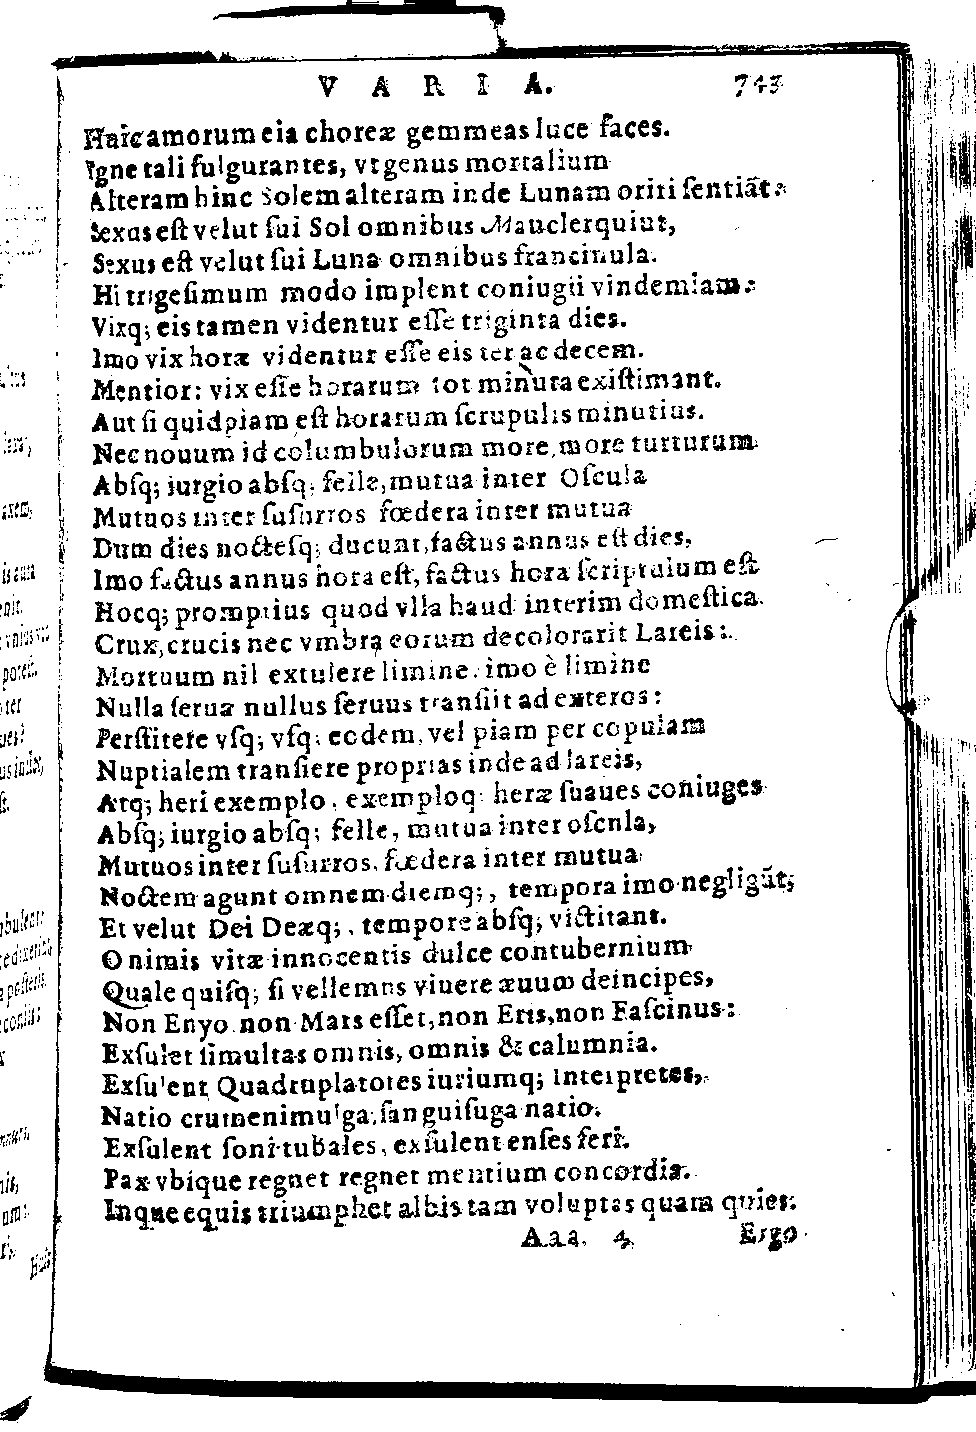 VARIA. 743
Huic amorum eia choreæ gemmeas luce faces.
Igne tali fulgurantes, vt genus mortalium
Alteram hinc Solem alteram inde Lunam oriri ſentiãt:
Sexus eſt velut ſui Sol omnibus Mauclerquiut,
Sexus eſt velut ſui Luna omnibus francinula.
Hi trigeſimum modo implent coniugii vindemiam:
Vixq; eis tamen videntur eſſe triginta dies.
Imo vix horæ videntur eſſe eis ter ac decem.
Mentior: vix eſſe horarum tot minuta exiſtimant.
Aut ſi quidpiam eſt horarum ſcrupulis minutius.
Nec nouum id columbulorum more, more turturum
Abſq; iurgio abſq; felle, mutua inter Oſcula
Mutuos inter ſuſurros fœdera inter mutua
Dum dies nocteſq; ducunt, factus annus eſt dies,
Imo factus annus hora eſt, factus hora ſcriptulum eſt
Hocq; promptius quod vlla haud interim domeſtica.
Crux, crucis nec vmbra eorum decolorarit Lareis:
Mortuum nil extulere limine, imo è limine
Nulla ſerua nullus ſeruus tranſiit ad exteros:
Perſtitere vſq; vſq; eodem, vel piam per copulam
Nuptialem tranſiere proprias inde ad lareis,
Atq; heri exemplo, exemploq; heræ ſuaues coniuges
Abſq; iurgio abſq; felle, mutua inter oſcula,
Mutuos inter ſuſurros, fœdera inter mutua
Noctem agunt omnem diemq;, tempora imo negligūt;
Et velut Dei Deæq;, tempore abſq; victitant.
O nimis vitæ innocentis dulce contubernium
Quale quiſq; ſi vellemus viuere æuum deincipes,
Non Enyo non Mars eſſet, non Eris, non Faſcinus:
Exſulet ſimultas omnis, omnis & calumnia.
Exſulent Quadruplatores iuriumq; interpretes,
Natio crumenimulga, ſanguiſuga natio.
Exſulent ſoni tubales, exſulent enſes feri.
Pax vbique regnet regnet mentium concordia.
Inque equis triumphet albis tam voluptas quam quies:
Aaa. 4 Ergo